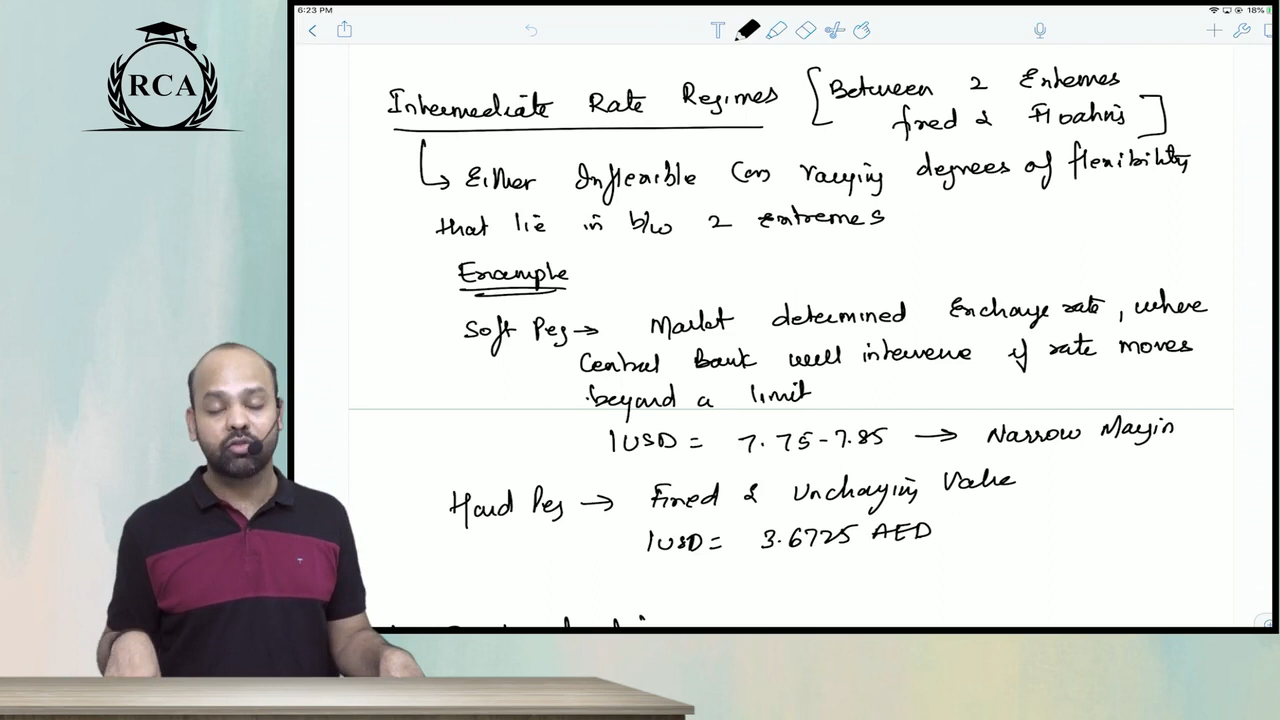 RCA
6:23 PM
18%
T
Intermediate Rate Regimes [Between 2 Extremes
fixed & Floating]
↳ Either Inflexible (or) varying degrees of flexibility
that lie in b/w 2 extremes
Example
Soft Peg → Market determined Exchange rate, where
Central Bank will intervene if rate moves
beyond a limit
1USD = 7.75-7.85 → Narrow Margin
Hard Peg → Fixed & Unchanging Value
1USD = 3.6725 AED